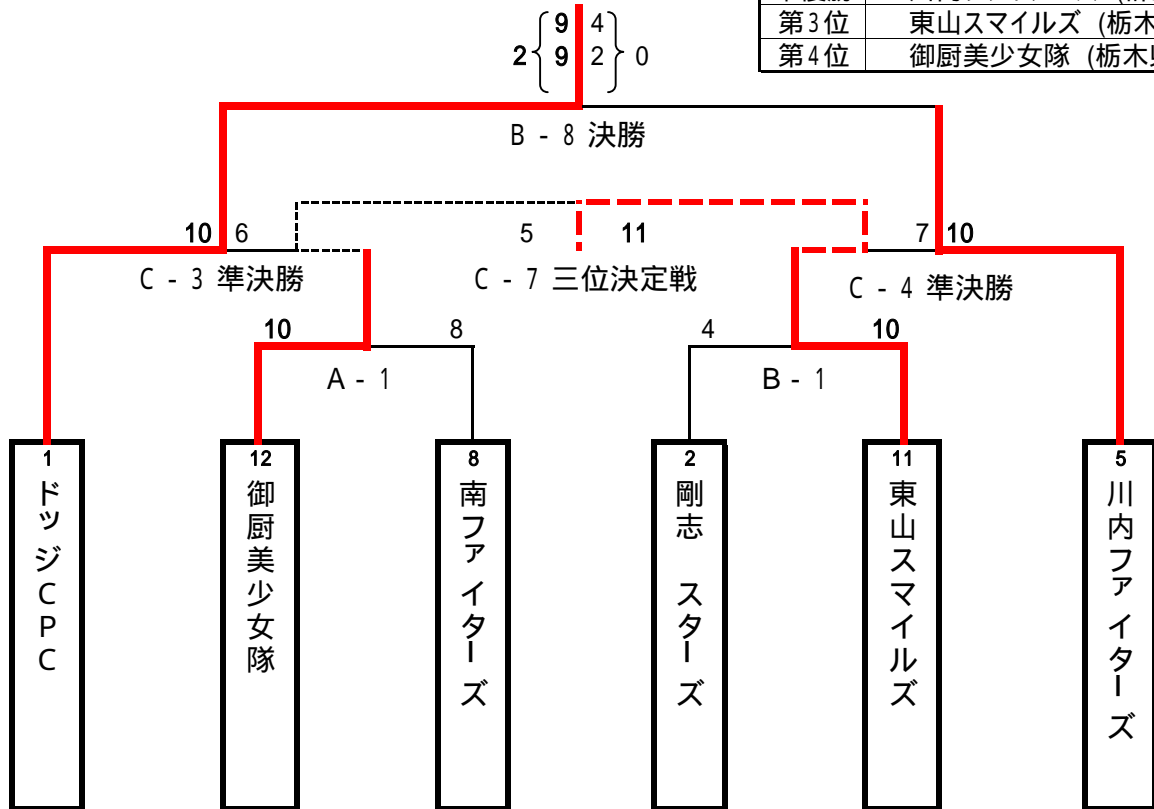 第3位 東山スマイルズ (栃木
第4位 御厨美少女隊 (栃木県
9 4
2 9 2 0
B - 8 決勝
10 6 5 11 7 10
C - 3 準決勝 C - 7 三位決定戦 C - 4 準決勝
10 8 4 10
A - 1 B - 1
1 12 8 2 11 5
ドッジCPC
御厨美少女隊
南ファイターズ
剛志 スターズ
東山スマイルズ
川内ファイターズ